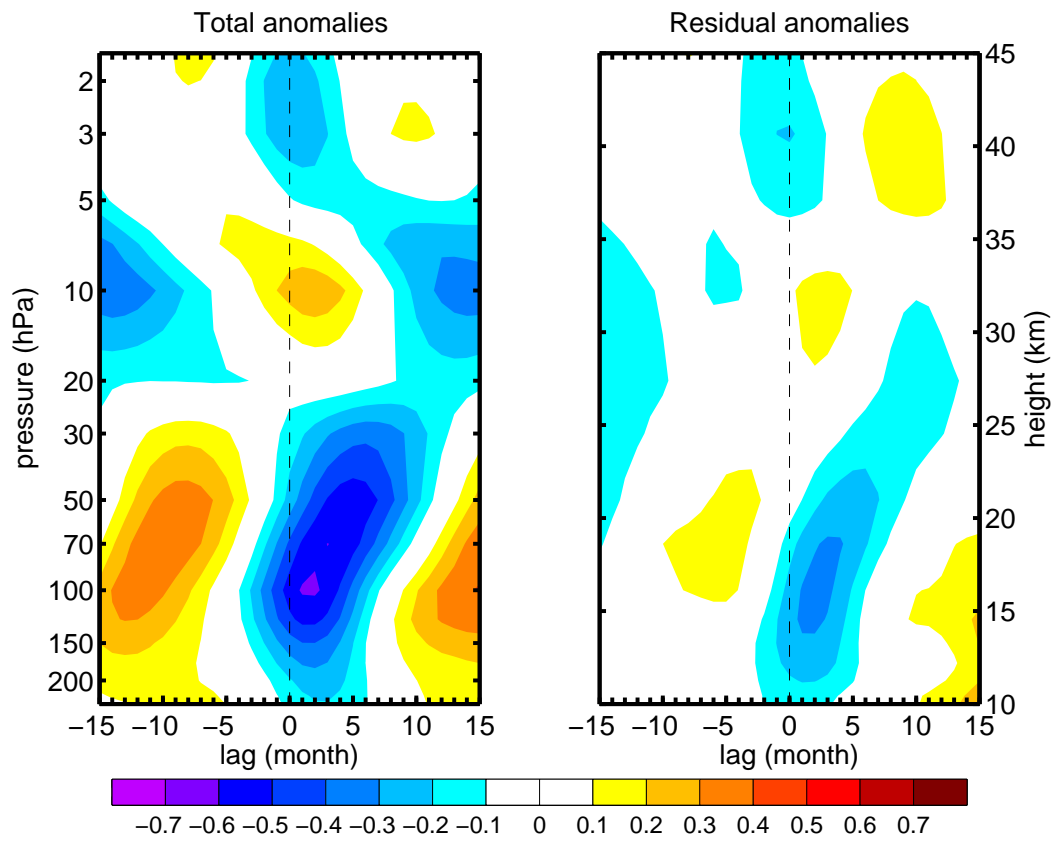 Total anomalies
Residual anomalies
2
3
5
10
20
30
50
70
100
150
200
pressure (hPa)
−15 −10 −5 0 5 10 15
lag (month)
45
40
35
30
25
20
15
10
height (km)
−15 −10 −5 0 5 10 15
lag (month)
−0.7 −0.6 −0.5 −0.4 −0.3 −0.2 −0.1 0 0.1 0.2 0.3 0.4 0.5 0.6 0.7